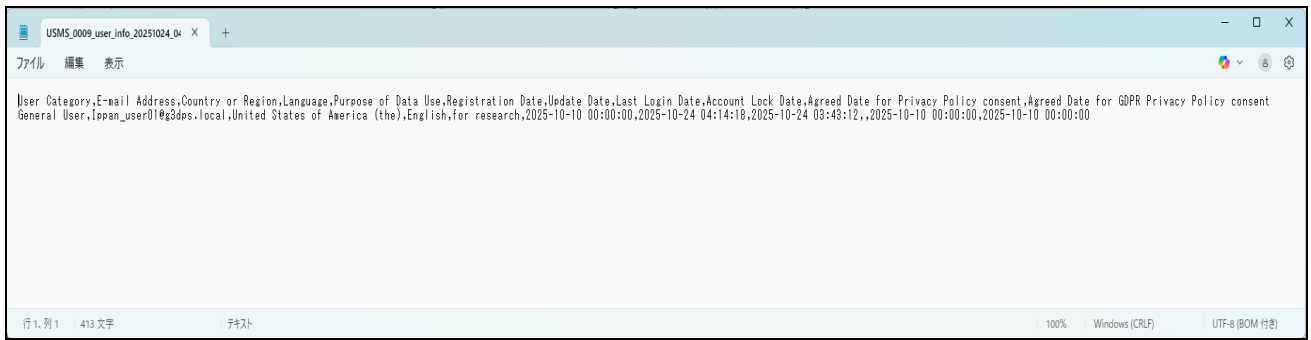 USMS_0009_user_info_20251024_04
ファイル 編集 表示
User Category,E-mail Address,Country or Region,Language,Purpose of Data Use,Registration Date,Update Date,Last Login Date,Account Lock Date,Agreed Date for Privacy Policy consent,Agreed Date for GDPR Privacy Policy consent
General User,Ippan_user01@g3dps.local,United States of America (the),English,for research,2025-10-10 00:00:00,2025-10-24 04:14:18,2025-10-24 03:43:12,,2025-10-10 00:00:00,2025-10-10 00:00:00
行 1、列 1 413 文字 テキスト 100% Windows (CRLF) UTF-8 (BOM 付き)